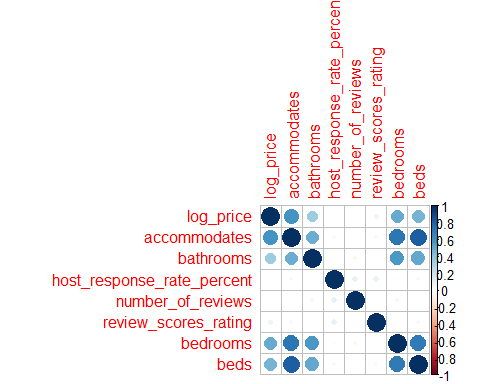 log_price
accommodates
bathrooms
host_response_rate_percen
number_of_reviews
review_scores_rating
bedrooms
beds
log_price
accommodates
bathrooms
host_response_rate_percent
number_of_reviews
review_scores_rating
bedrooms
beds
1
0.8
0.6
0.4
0.2
0
-0.2
-0.4
-0.6
-0.8
-1